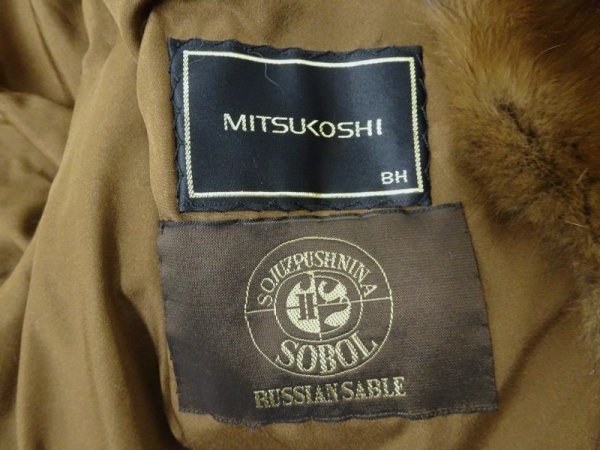 MITSUKOSHI
BH
SOJUZPUSHNINA
SOBOL
RUSSIAN SABLE